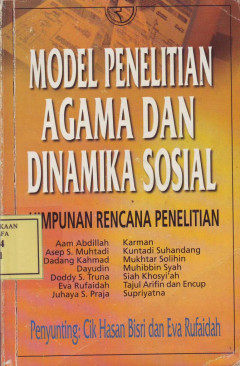 MODEL PENELITIAN
AGAMA DAN
DINAMIKA SOSIAL
HIMPUNAN RENCANA PENELITIAN
Aam Abdillah
Asep S. Muhtadi
Dadang Kahmad
Dayudin
Doddy S. Truna
Eva Rufaidah
Juhaya S. Praja
Karman
Kuntadi Suhandang
Mukhtar Solihin
Muhibbin Syah
Siah Khosyi'ah
Tajul Arifin dan Encup
Supriyatna
Penyunting: Cik Hasan Bisri dan Eva Rufaidah